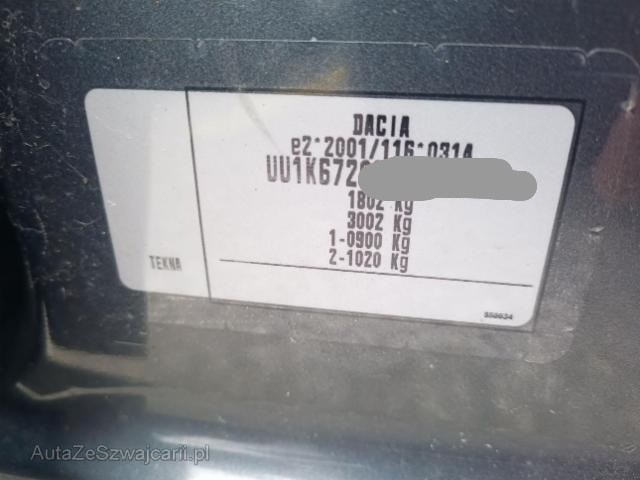 DACIA
e2*2001/116*0314
UU1K672
1802 Kg
3002 Kg
1-0900 Kg
2-1020 Kg
TEKNA
558634
AutaZeSzwajcarii.pl